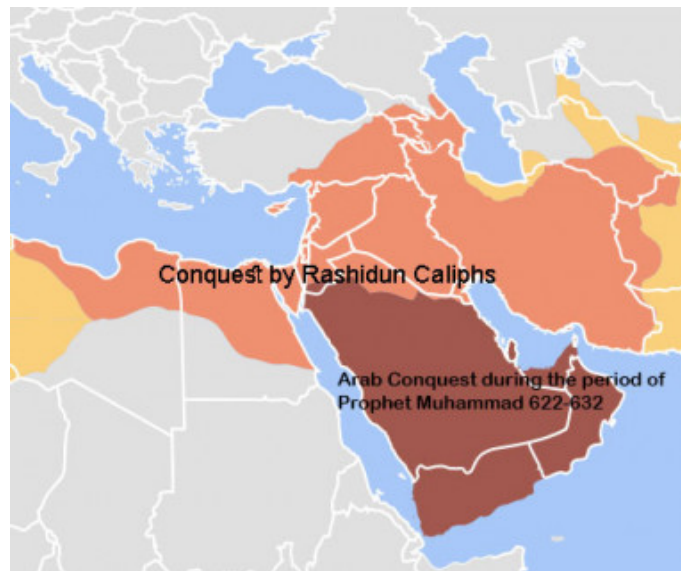 Conquest by Rashidun Caliphs
Arab Conquest during the period of
Prophet Muhammad 622-632